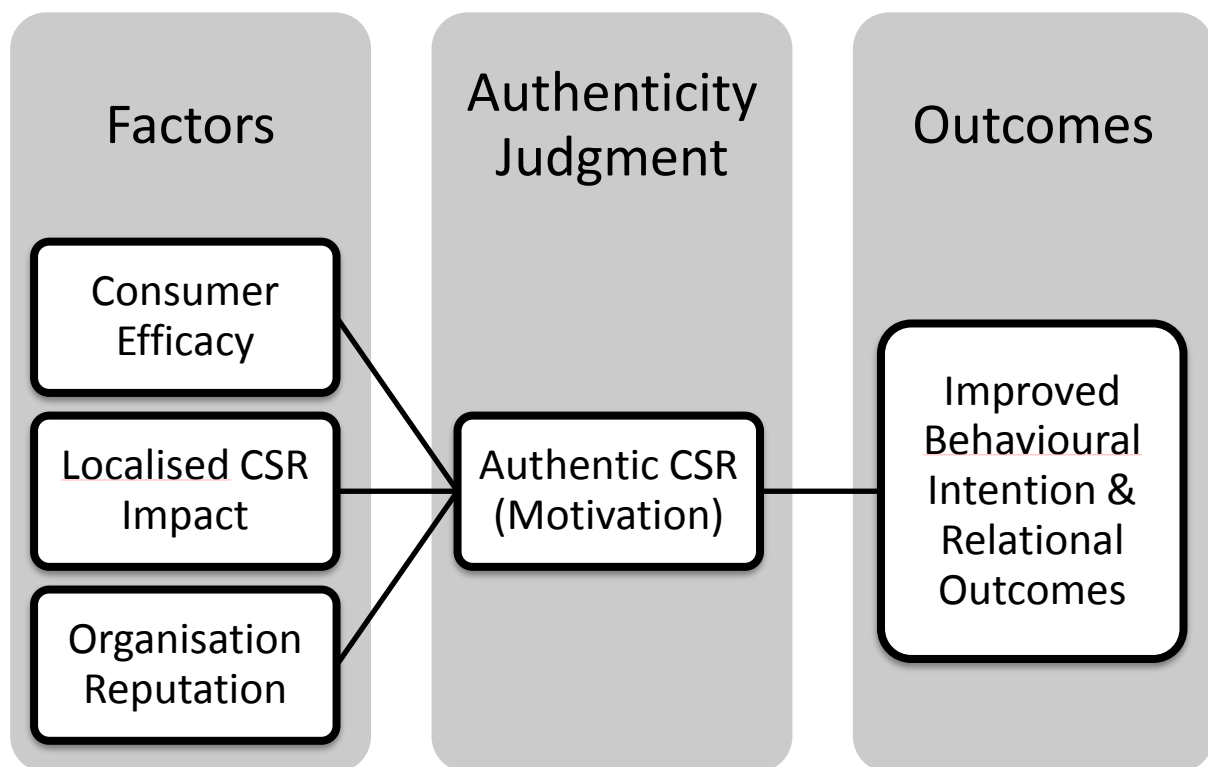 Factors
Authenticity
Judgment
Outcomes
Consumer
Efficacy
Localised CSR
Impact
Organisation
Reputation
Authentic CSR
(Motivation)
Improved
Behavioural
Intention &
Relational
Outcomes